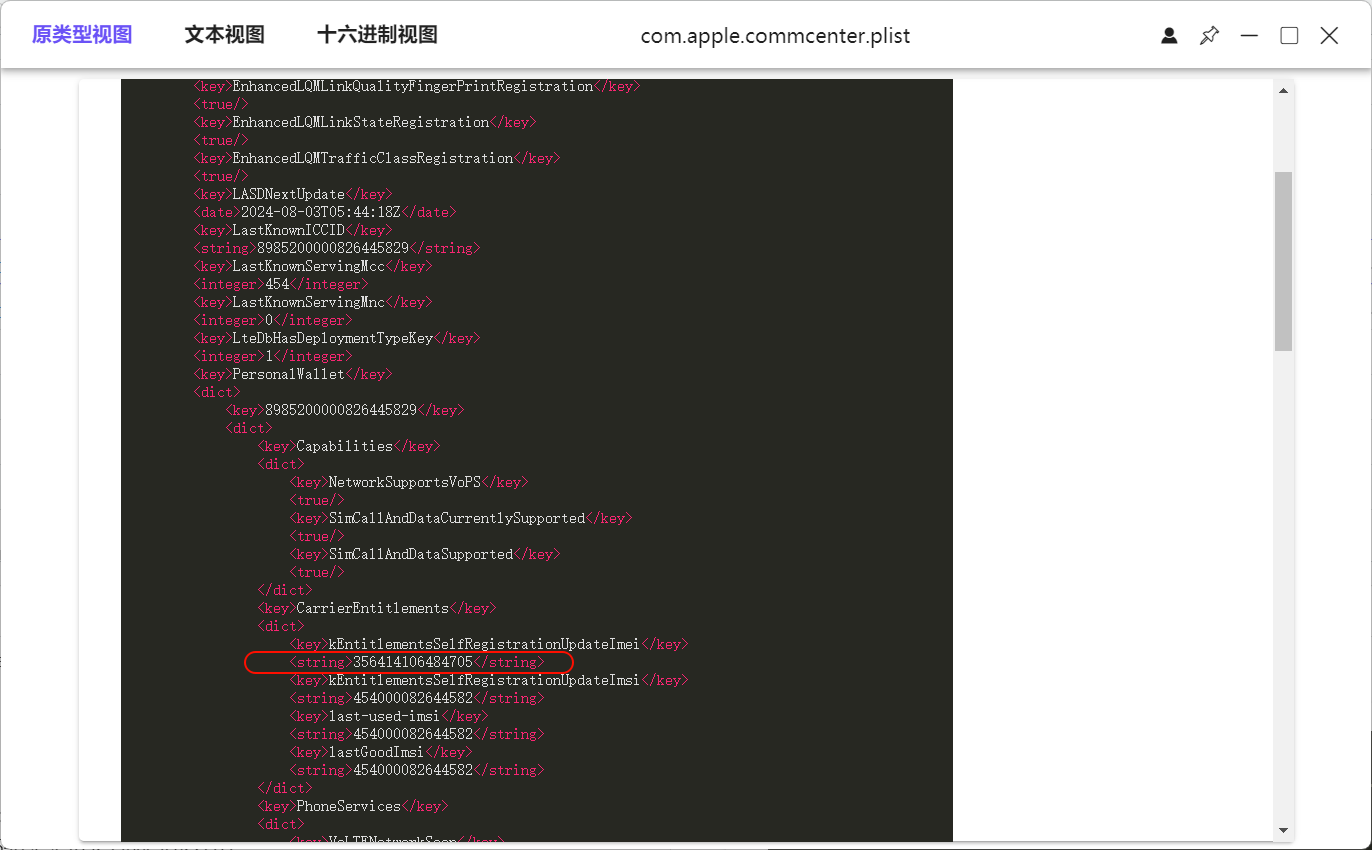 原类型视图 文本视图 十六进制视图 com.apple.commcenter.plist
<key>EnhancedLQMLinkQualityFingerPrintRegistration</key>
<true/>
<key>EnhancedLQMLinkStateRegistration</key>
<true/>
<key>EnhancedLQMTrafficClassRegistration</key>
<true/>
<key>LASDNextUpdate</key>
<date>2024-08-03T05:44:18Z</date>
<key>LastKnownICCID</key>
<string>8985200000826445829</string>
<key>LastKnownServingMcc</key>
<integer>454</integer>
<key>LastKnownServingMnc</key>
<integer>0</integer>
<key>LteDbHasDeploymentTypeKey</key>
<integer>1</integer>
<key>PersonalWallet</key>
<dict>
<key>8985200000826445829</key>
<dict>
<key>Capabilities</key>
<dict>
<key>NetworkSupportsVoPS</key>
<true/>
<key>SimCallAndDataCurrentlySupported</key>
<true/>
<key>SimCallAndDataSupported</key>
<true/>
</dict>
<key>CarrierEntitlements</key>
<dict>
<key>kEntitlementsSelfRegistrationUpdateImei</key>
<string>356414106484705</string>
<key>kEntitlementsSelfRegistrationUpdateImsi</key>
<string>454000082644582</string>
<key>last-used-imsi</key>
<string>454000082644582</string>
<key>lastGoodImsi</key>
<string>454000082644582</string>
</dict>
<key>PhoneServices</key>
<dict>
<key>VoLTENetworkSeen</key>